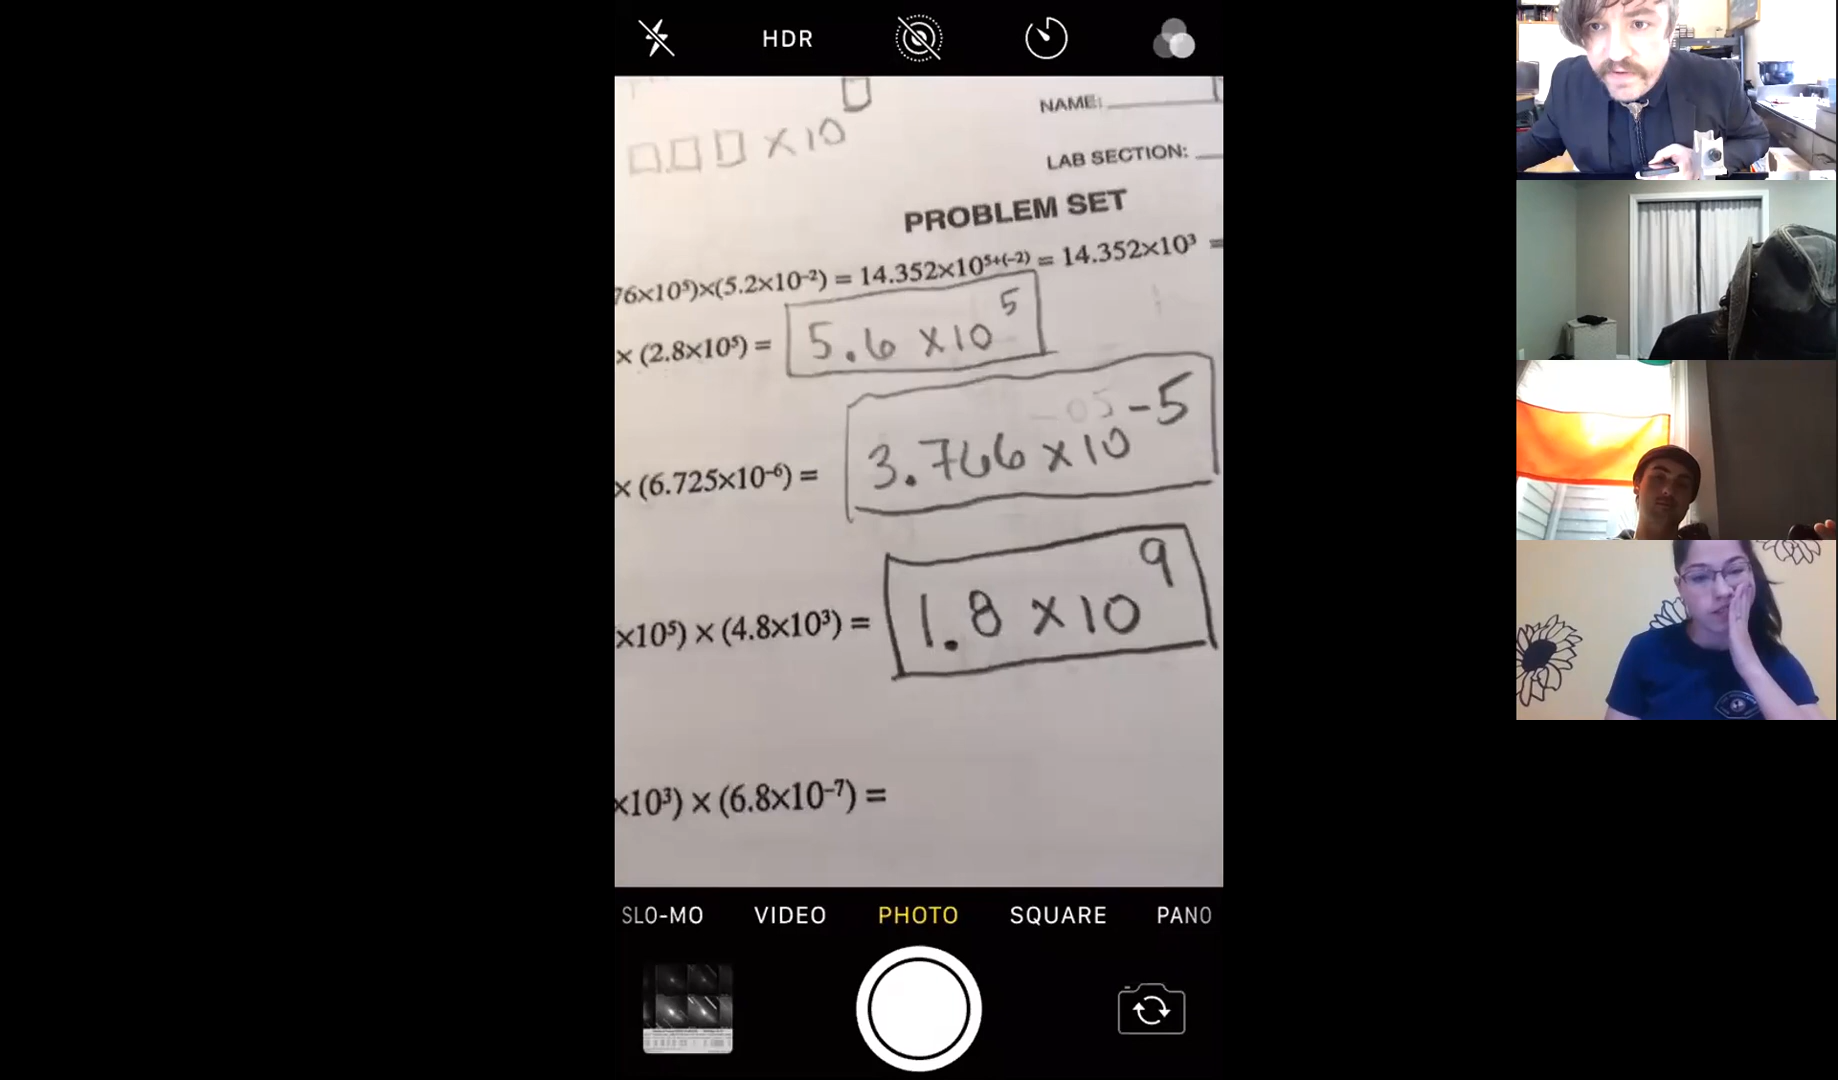 HDR
NAME:
□.□□ × 10□
LAB SECTION:
PROBLEM SET
76×10⁵)×(5.2×10⁻²) = 14.352×10⁵⁺⁽⁻²⁾ = 14.352×10³ =
× (2.8×10⁵) = 5.6 ×10⁵
× (6.725×10⁻⁶) = 3.766 × 10⁻⁵
×10⁵) × (4.8×10³) = 1.8 × 10⁹
×10³) × (6.8×10⁻⁷) =
SLO-MO VIDEO PHOTO SQUARE PANO